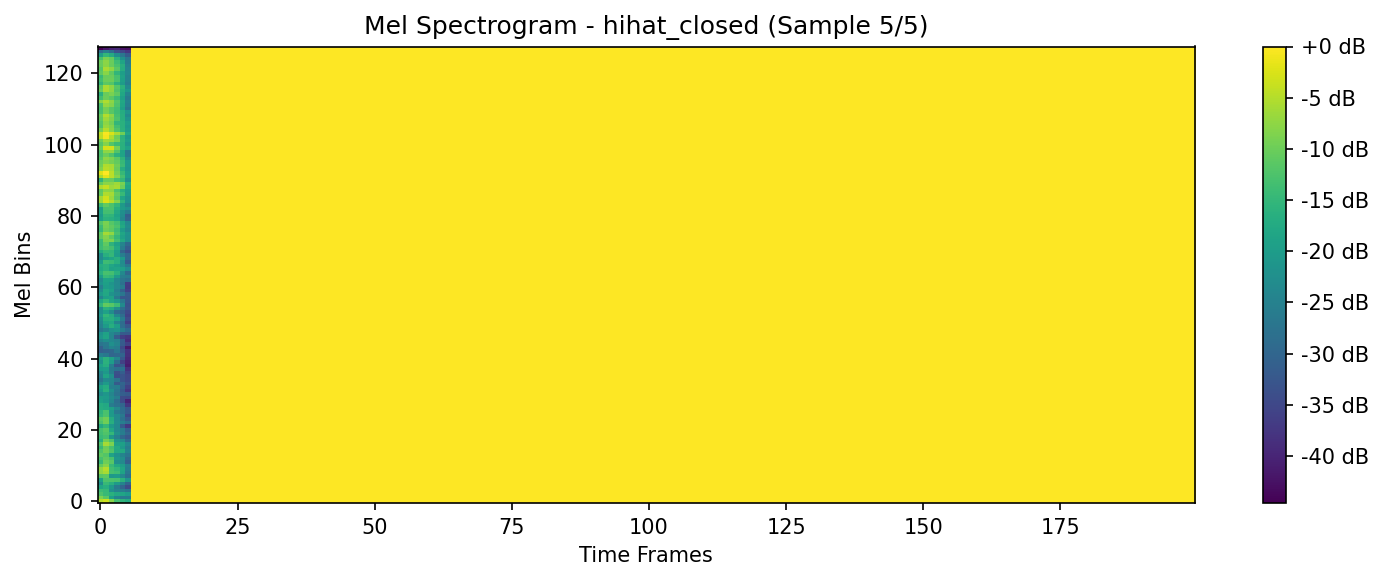 Mel Spectrogram - hihat_closed (Sample 5/5)
Mel Bins
120
100
80
60
40
20
0
0 25 50 75 100 125 150 175
Time Frames
+0 dB
-5 dB
-10 dB
-15 dB
-20 dB
-25 dB
-30 dB
-35 dB
-40 dB